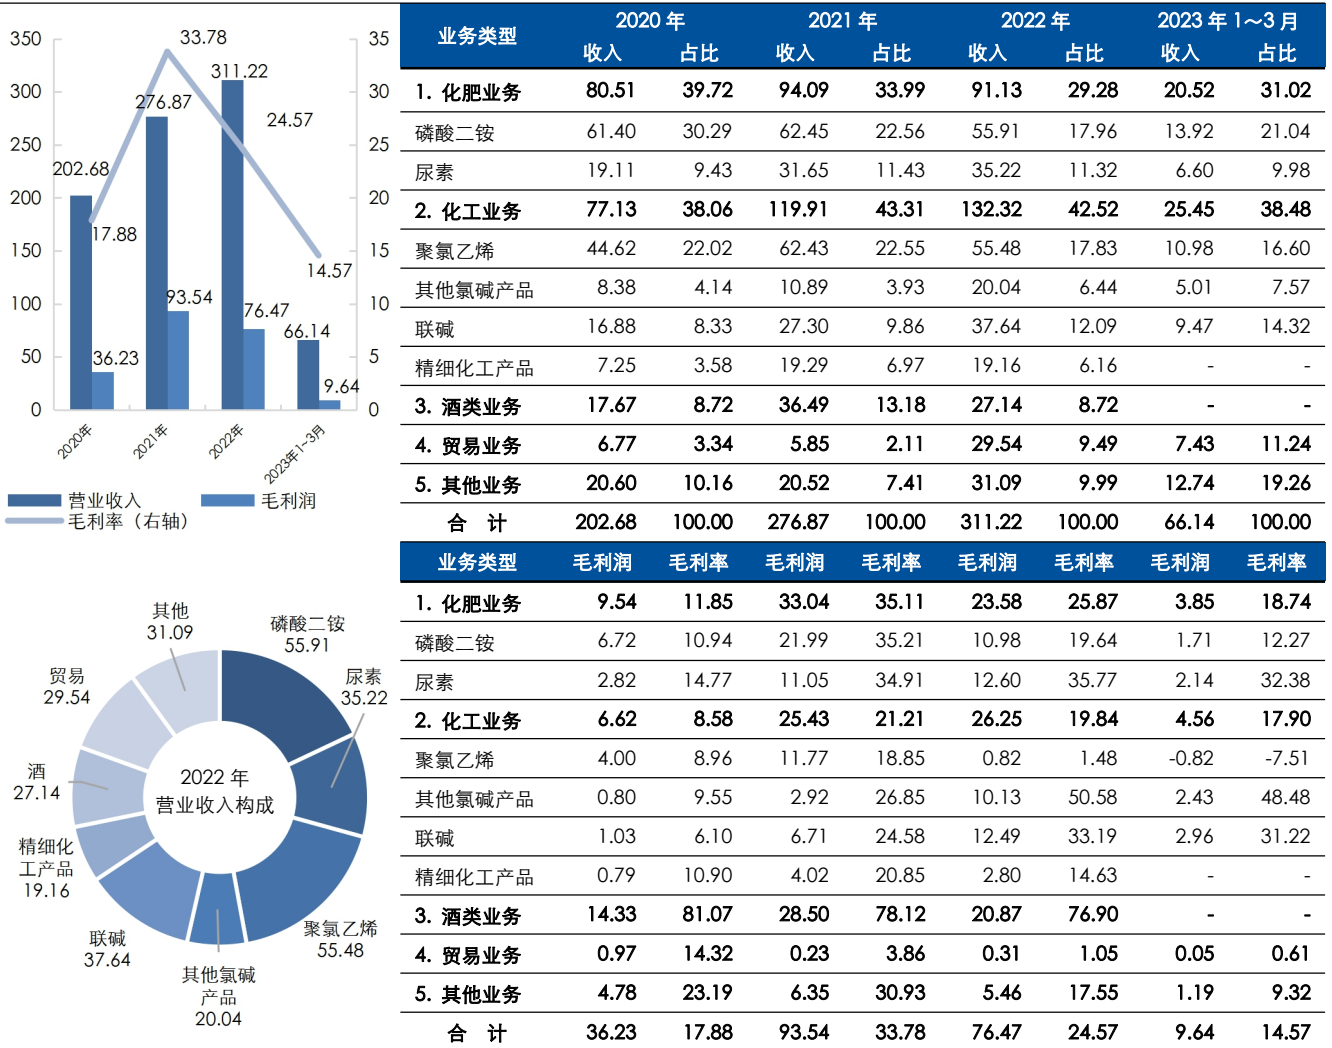 350
300
250
200
150
100
50
0
35
30
25
20
15
10
5
0
202.68
276.87
311.22
66.14
36.23
93.54
76.47
9.64
17.88
33.78
24.57
14.57
2020年
2021年
2022年
2023年1~3月
营业收入
毛利润
毛利率（右轴）
2022 年
营业收入构成
磷酸二铵
55.91
尿素
35.22
聚氯乙烯
55.48
其他氯碱
产品
20.04
联碱
37.64
精细化
工产品
19.16
酒
27.14
贸易
29.54
其他
31.09
业务类型 2020 年 2021 年 2022 年 2023 年 1～3 月
收入 占比 收入 占比 收入 占比 收入 占比
1. 化肥业务 80.51 39.72 94.09 33.99 91.13 29.28 20.52 31.02
磷酸二铵 61.40 30.29 62.45 22.56 55.91 17.96 13.92 21.04
尿素 19.11 9.43 31.65 11.43 35.22 11.32 6.60 9.98
2. 化工业务 77.13 38.06 119.91 43.31 132.32 42.52 25.45 38.48
聚氯乙烯 44.62 22.02 62.43 22.55 55.48 17.83 10.98 16.60
其他氯碱产品 8.38 4.14 10.89 3.93 20.04 6.44 5.01 7.57
联碱 16.88 8.33 27.30 9.86 37.64 12.09 9.47 14.32
精细化工产品 7.25 3.58 19.29 6.97 19.16 6.16 - -
3. 酒类业务 17.67 8.72 36.49 13.18 27.14 8.72 - -
4. 贸易业务 6.77 3.34 5.85 2.11 29.54 9.49 7.43 11.24
5. 其他业务 20.60 10.16 20.52 7.41 31.09 9.99 12.74 19.26
合 计 202.68 100.00 276.87 100.00 311.22 100.00 66.14 100.00
业务类型 毛利润 毛利率 毛利润 毛利率 毛利润 毛利率 毛利润 毛利率
1. 化肥业务 9.54 11.85 33.04 35.11 23.58 25.87 3.85 18.74
磷酸二铵 6.72 10.94 21.99 35.21 10.98 19.64 1.71 12.27
尿素 2.82 14.77 11.05 34.91 12.60 35.77 2.14 32.38
2. 化工业务 6.62 8.58 25.43 21.21 26.25 19.84 4.56 17.90
聚氯乙烯 4.00 8.96 11.77 18.85 0.82 1.48 -0.82 -7.51
其他氯碱产品 0.80 9.55 2.92 26.85 10.13 50.58 2.43 48.48
联碱 1.03 6.10 6.71 24.58 12.49 33.19 2.96 31.22
精细化工产品 0.79 10.90 4.02 20.85 2.80 14.63 - -
3. 酒类业务 14.33 81.07 28.50 78.12 20.87 76.90 - -
4. 贸易业务 0.97 14.32 0.23 3.86 0.31 1.05 0.05 0.61
5. 其他业务 4.78 23.19 6.35 30.93 5.46 17.55 1.19 9.32
合 计 36.23 17.88 93.54 33.78 76.47 24.57 9.64 14.57